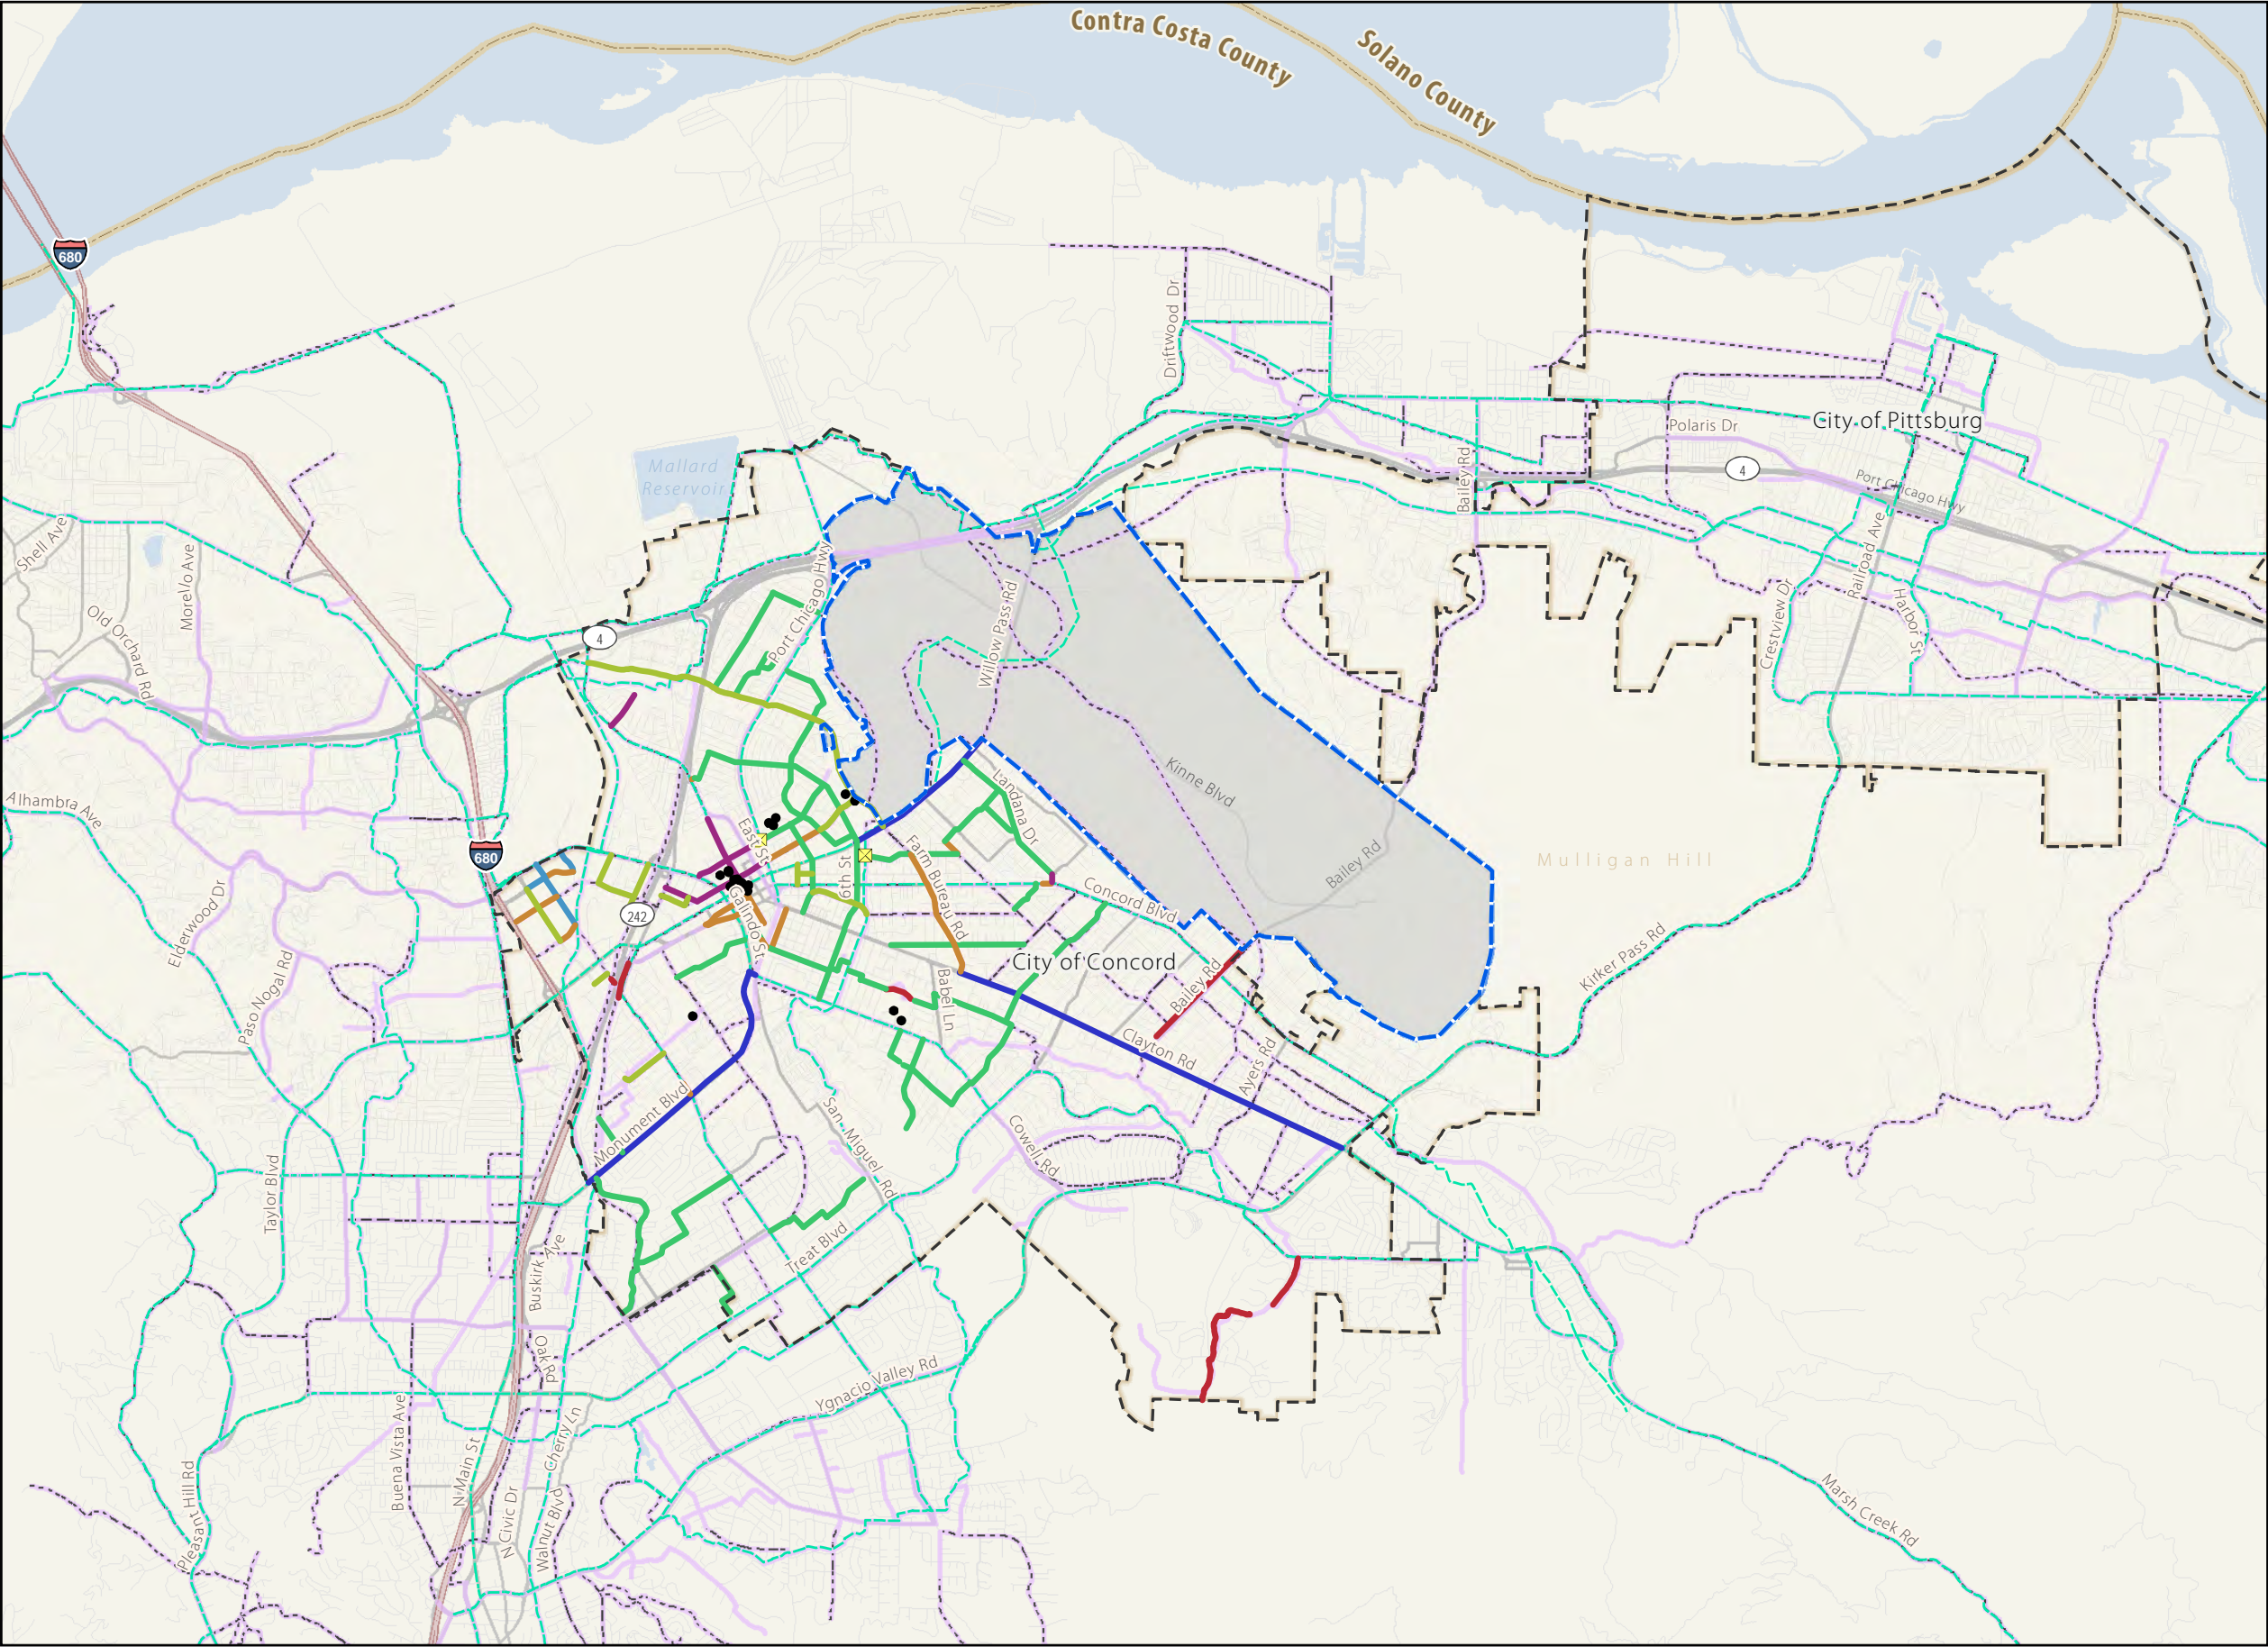 Contra Costa County
Solano County
680
Driftwood Dr
City of Pittsburg
Polaris Dr
Mallard
Reservoir
Bailey Rd
4
Port Chicago Hwy
Shell Ave
Morello Ave
Port Chicago Hwy
Railroad Ave
Willow Pass Rd
Crestview Dr
Harbor St
Old Orchard Rd
4
Kinne Blvd
Landana Dr
Alhambra Ave
East St
680
Farm Bureau Rd
6th St
Bailey Rd
Mulligan Hill
Concord Blvd
Elderwood Dr
242
Galindo St
City of Concord
Kirker Pass Rd
Paso Nogal Rd
Babel Ln
Bailey Rd
Clayton Rd
Ayers Rd
Monument Blvd
San Miguel Rd
Cowell Rd
Taylor Blvd
Treat Blvd
Buskirk Ave
Oak Rd
Ygnacio Valley Rd
Buena Vista Ave
N Main St
Cherry Ln
Pleasant Hill Rd
N Civic Dr
Walnut Blvd
Marsh Creek Rd